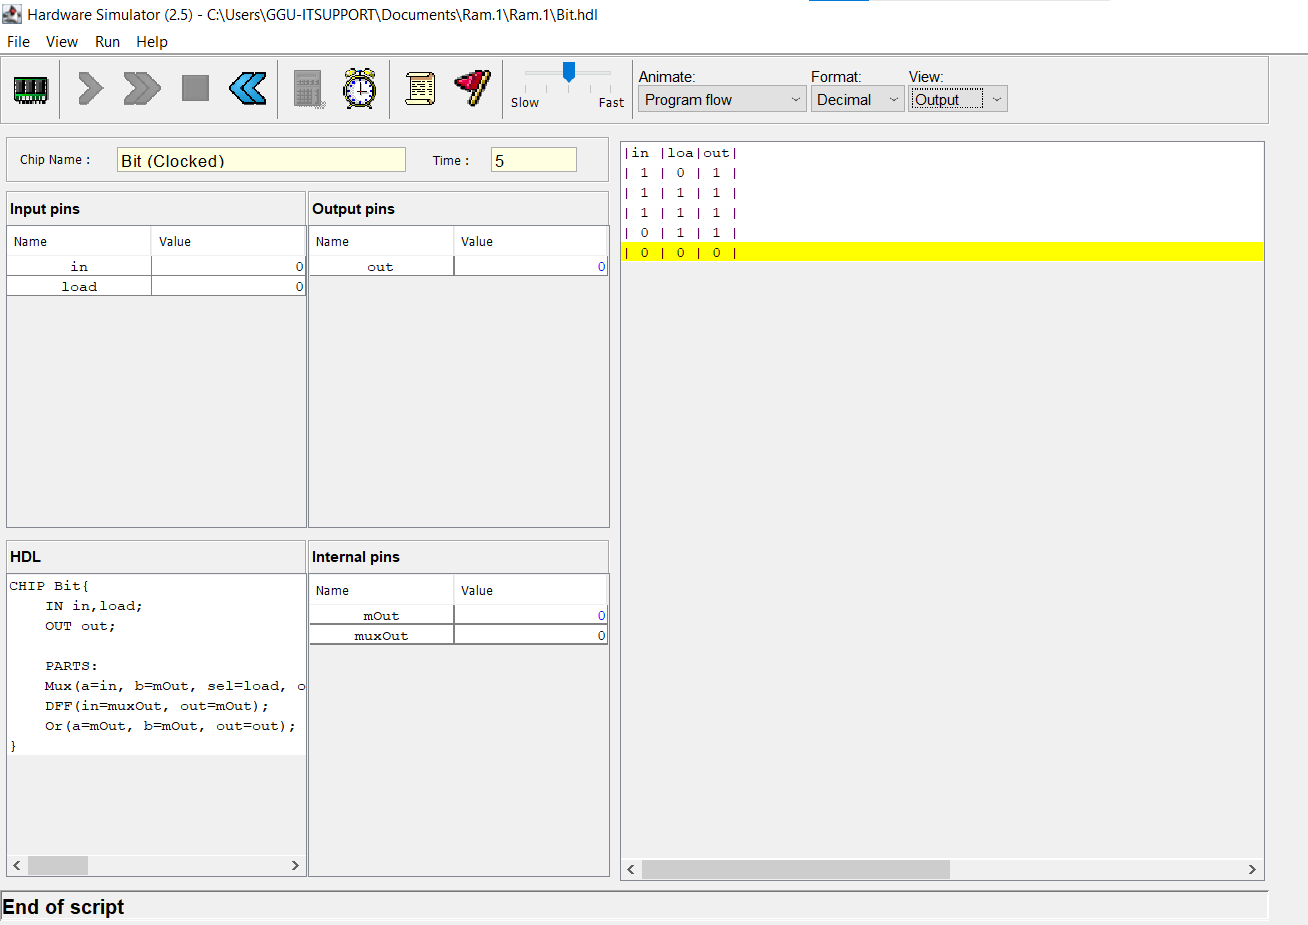 Hardware Simulator (2.5) - C:\Users\GGU-ITSUPPORT\Documents\Ram.1\Ram.1\Bit.hdl
File View Run Help
Slow Fast
Animate: Format: View:
Program flow Decimal Output
Chip Name : Bit (Clocked) Time : 5
Input pins
Name Value
in 0
load 0
Output pins
Name Value
out 0
HDL
CHIP Bit{
IN in,load;
OUT out;
PARTS:
Mux(a=in, b=mOut, sel=load, o
DFF(in=muxOut, out=mOut);
Or(a=mOut, b=mOut, out=out);
}
Internal pins
Name Value
mOut 0
muxOut 0
|in |loa|out|
| 1 | 0 | 1 |
| 1 | 1 | 1 |
| 1 | 1 | 1 |
| 0 | 1 | 1 |
| 0 | 0 | 0 |
End of script